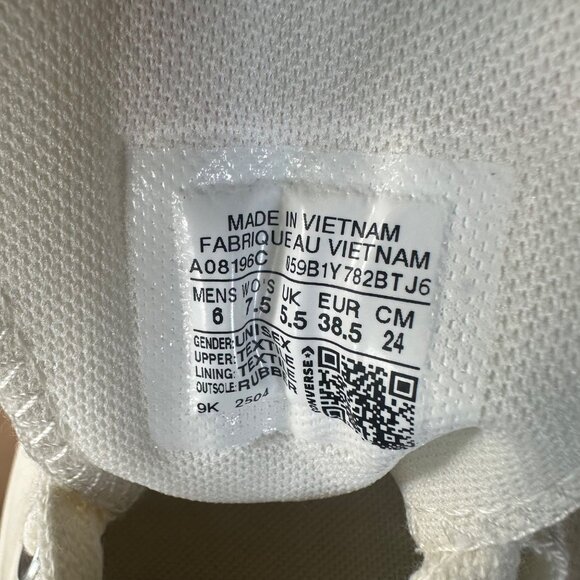 MADE IN VIETNAM
FABRIQUE AU VIETNAM
A08196C 059B1Y782BTJ6
MENS WO'S UK EUR CM
6 7.5 5.5 38.5 24
GENDER: UNISEX
UPPER: TEXTILE
LINING: TEXTILE
OUTSOLE: RUBBER
CONVERSE
9K 2504